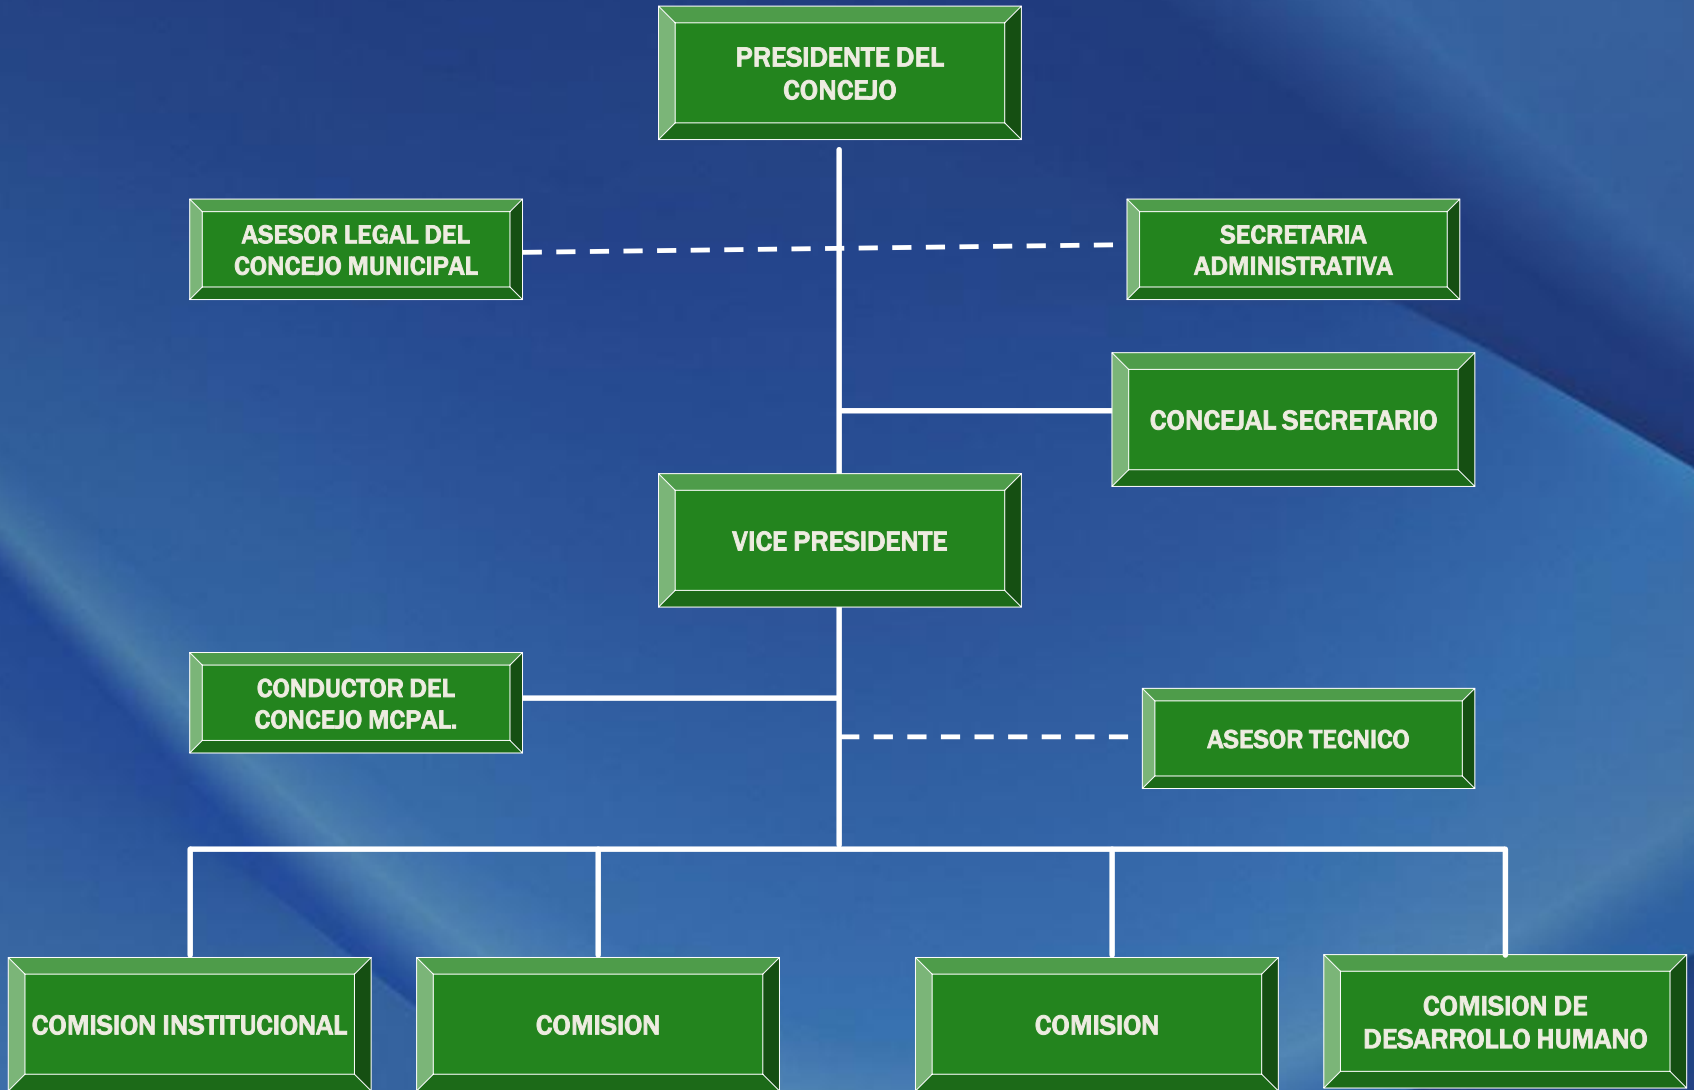 PRESIDENTE DEL
CONCEJO
ASESOR LEGAL DEL
CONCEJO MUNICIPAL
SECRETARIA
ADMINISTRATIVA
CONCEJAL SECRETARIO
VICE PRESIDENTE
CONDUCTOR DEL
CONCEJO MCPAL.
ASESOR TECNICO
COMISION INSTITUCIONAL
COMISION
COMISION
COMISION DE
DESARROLLO HUMANO